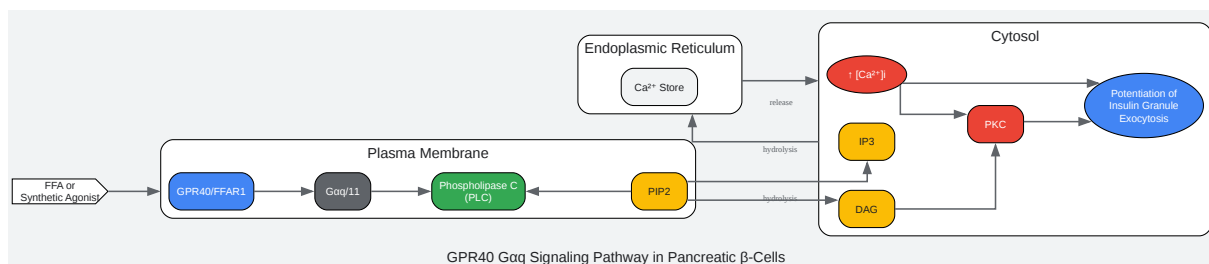 Endoplasmic Reticulum
Ca²⁺ Store
release
Cytosol
↑ [Ca²⁺]i
Potentiation of
Insulin Granule
Exocytosis
PKC
IP3
hydrolysis
DAG
hydrolysis
Plasma Membrane
FFA or
Synthetic Agonist
GPR40/FFAR1
Gαq/11
Phospholipase C
(PLC)
PIP2
GPR40 Gαq Signaling Pathway in Pancreatic β-Cells